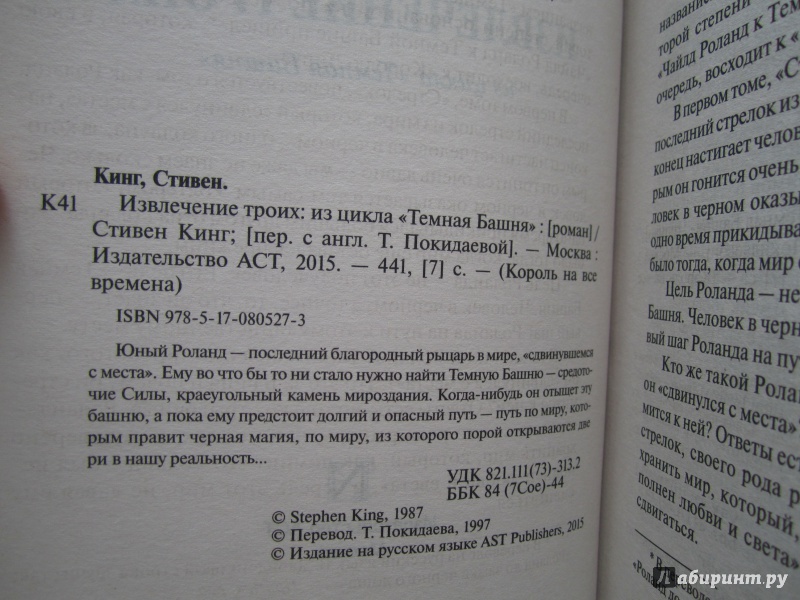 Кинг, Стивен.
К41 Извлечение троих: из цикла «Темная Башня» : [роман] /
Стивен Кинг; [пер. с англ. Т. Покидаевой]. — Москва :
Издательство АСТ, 2015. — 441, [7] с. — (Король на все
времена)
ISBN 978-5-17-080527-3
Юный Роланд — последний благородный рыцарь в мире, «сдвинувшемся
с места». Ему во что бы то ни стало нужно найти Темную Башню — средото-
чие Силы, краеугольный камень мироздания. Когда-нибудь он отыщет эту
башню, а пока ему предстоит долгий и опасный путь — путь по миру, кото-
рым правит черная магия, по миру, из которого порой открываются две
ри в нашу реальность...
УДК 821.111(73)-313.2
ББК 84 (7Сое)-44
© Stephen King, 1987
© Перевод. Т. Покидаева, 1997
© Издание на русском языке AST Publishers, 2015
название
торой степени
«Чайлд Роланд к Тем
очередь, восходит к «
В первом томе, «С
последний стрелок из
конец настигает челов
рым он гонится очень
ловек в черном оказы
одно время прикидыва
было тогда, когда мир
Цель Роланда — не
Башня. Человек в черн
вый шаг Роланда на пу
Кто же такой Рола
он «сдвинулся с места»
мится к ней? Ответы ест
стрелок, своего рода р
хранить мир, который,
полнен любви и света»
сдвигаться.
«Роланд до
Лабиринт.ру